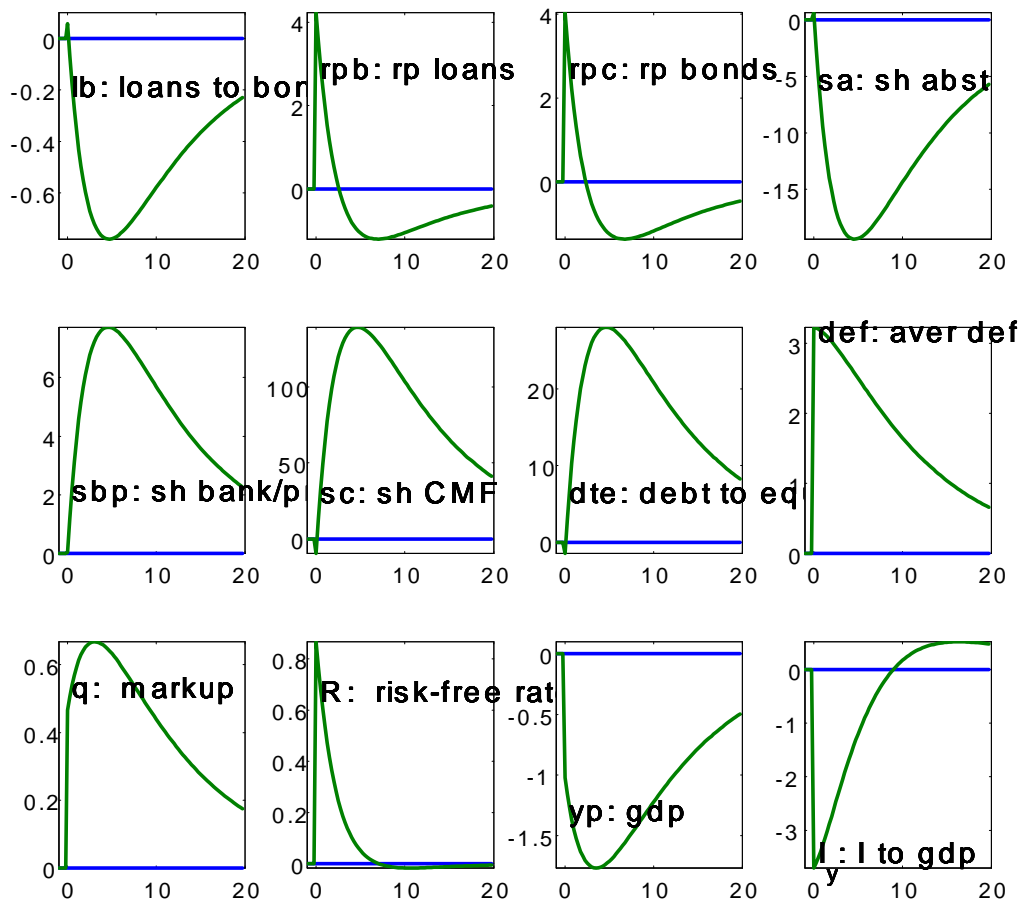 0
-0.2
-0.4
-0.6
lb: loans to bon
0 10 20
4
2
0
rpb: rp loans
0 10 20
4
2
0
rpc: rp bonds
0 10 20
0
-5
-10
-15
sa: sh abst
0 10 20
6
4
2
0
sbp: sh bank/p
0 10 20
100
50
0
sc: sh CMF
0 10 20
20
10
0
dte: debt to equ
0 10 20
3
2
1
0
def: aver def
0 10 20
0.6
0.4
0.2
0
q: markup
0 10 20
0.8
0.6
0.4
0.2
0
R: risk-free rat
0 10 20
0
-0.5
-1
-1.5
yp: gdp
0 10 20
0
-1
-2
-3
I : I to gdp
y
0 10 20